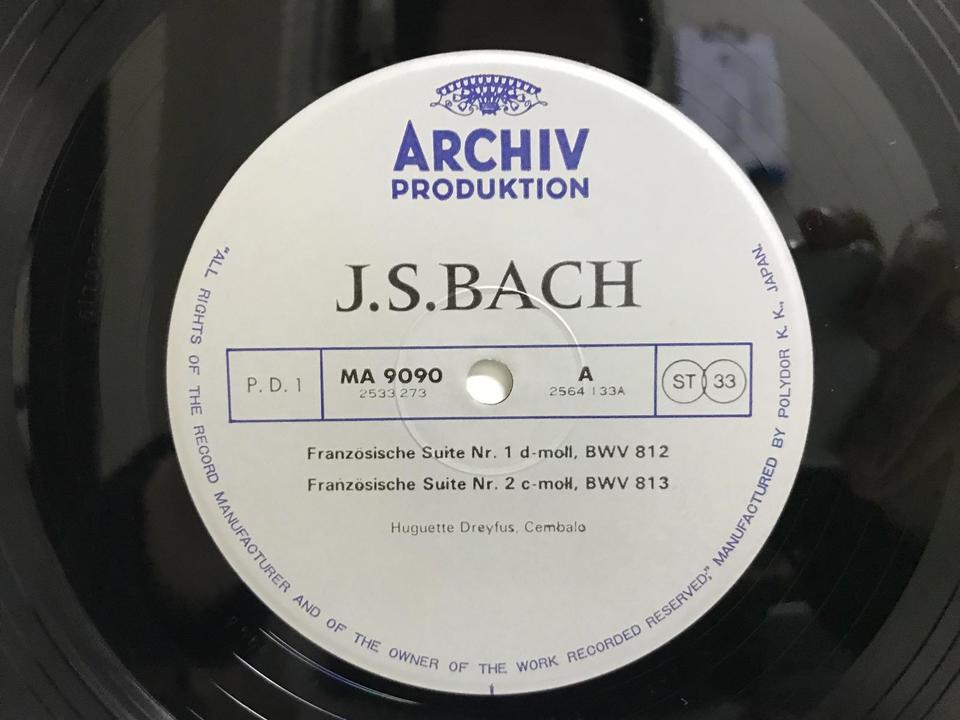 ARCHIV
PRODUKTION
J.S.BACH
P. D. 1
MA 9090
2533 273
A
2564 133A
ST 33
Französische Suite Nr. 1 d-moll, BWV 812
Französische Suite Nr. 2 c-moll, BWV 813
Huguette Dreyfus, Cembalo
"ALL RIGHTS OF THE RECORD MANUFACTURER AND OF THE OWNER OF THE WORK RECORDED RESERVED;" MANUFACTURED BY POLYDOR K. K., JAPAN.